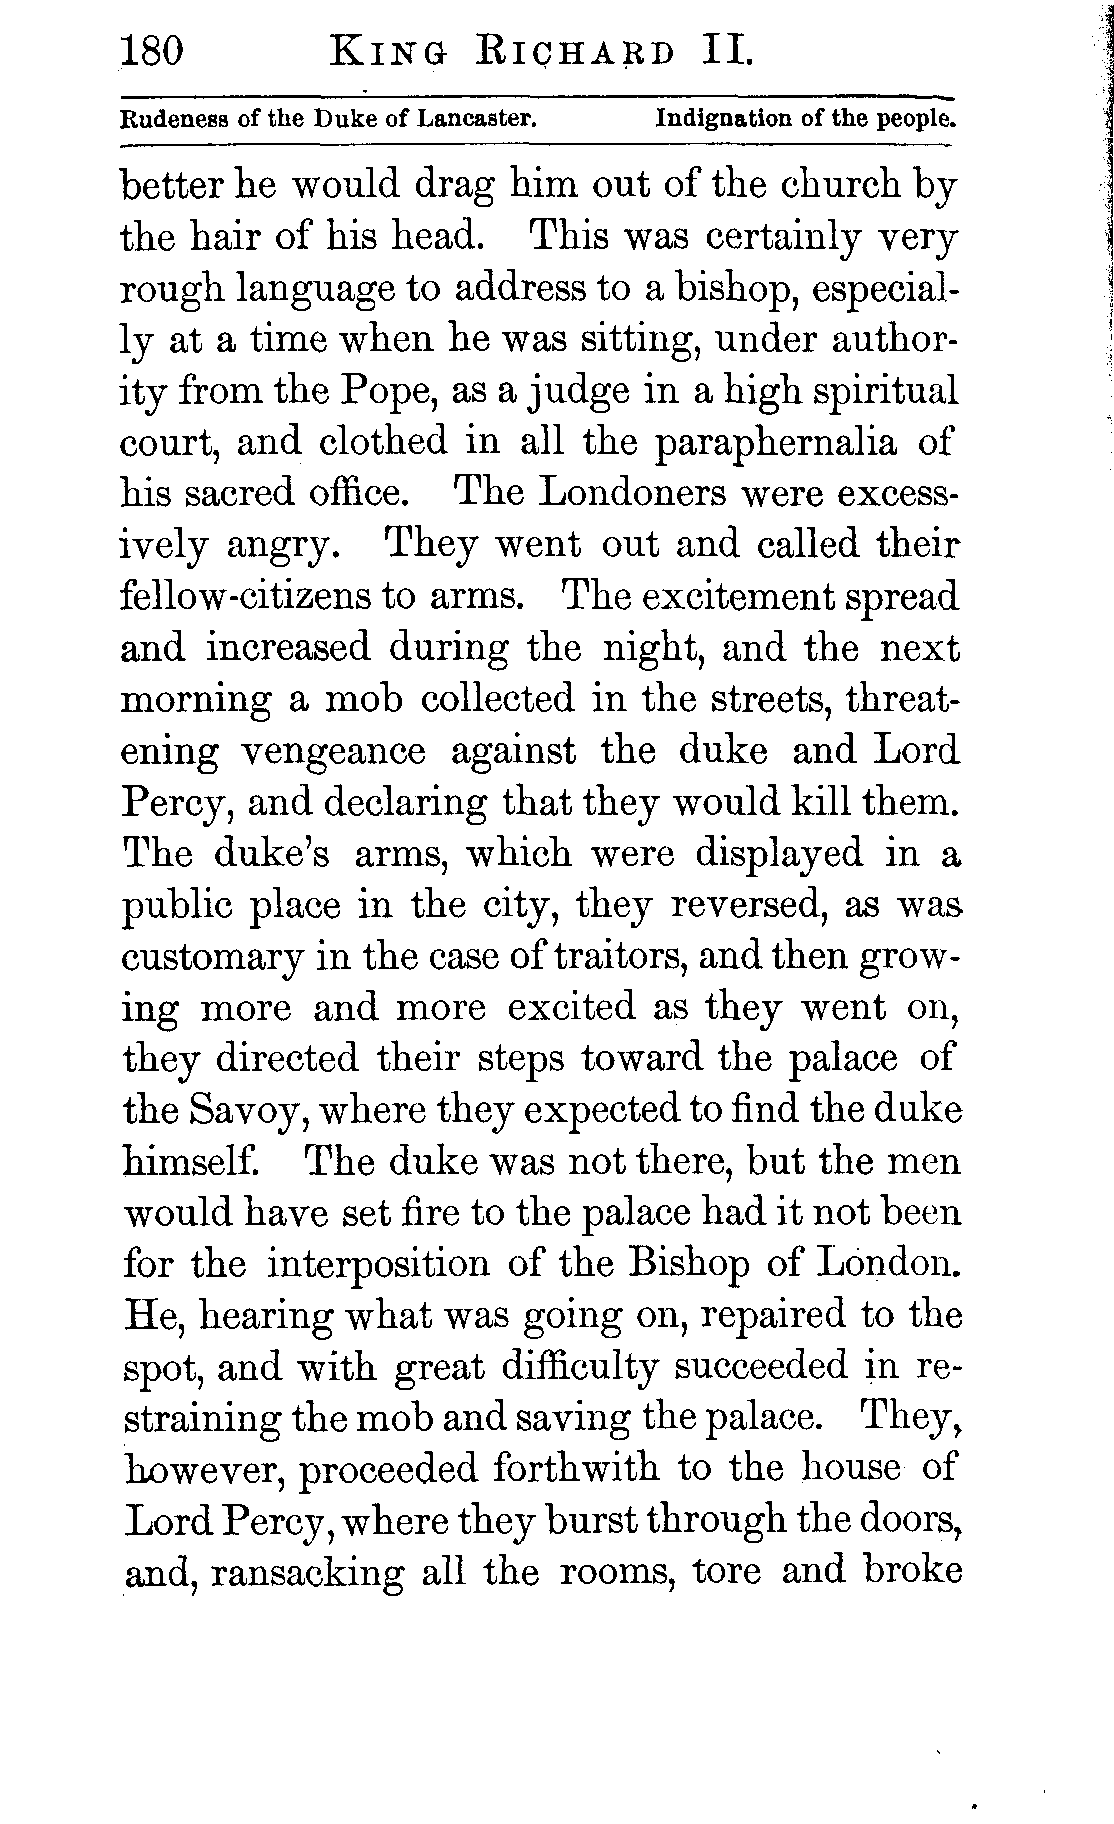 180 KING RICHARD II.
Rudeness of the Duke of Lancaster. Indignation of the people.
better he would drag him out of the church by
the hair of his head. This was certainly very
rough language to address to a bishop, especial-
ly at a time when he was sitting, under author-
ity from the Pope, as a judge in a high spiritual
court, and clothed in all the paraphernalia of
his sacred office. The Londoners were excess-
ively angry. They went out and called their
fellow-citizens to arms. The excitement spread
and increased during the night, and the next
morning a mob collected in the streets, threat-
ening vengeance against the duke and Lord
Percy, and declaring that they would kill them.
The duke's arms, which were displayed in a
public place in the city, they reversed, as was
customary in the case of traitors, and then grow-
ing more and more excited as they went on,
they directed their steps toward the palace of
the Savoy, where they expected to find the duke
himself. The duke was not there, but the men
would have set fire to the palace had it not been
for the interposition of the Bishop of London.
He, hearing what was going on, repaired to the
spot, and with great difficulty succeeded in re-
straining the mob and saving the palace. They,
however, proceeded forthwith to the house of
Lord Percy, where they burst through the doors,
and, ransacking all the rooms, tore and broke